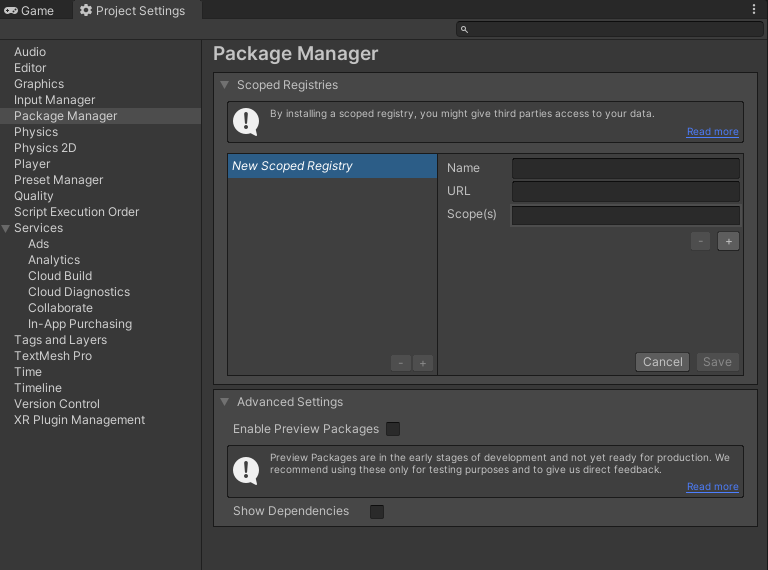 Game
Project Settings
Audio
Editor
Graphics
Input Manager
Package Manager
Physics
Physics 2D
Player
Preset Manager
Quality
Script Execution Order
Services
Ads
Analytics
Cloud Build
Cloud Diagnostics
Collaborate
In-App Purchasing
Tags and Layers
TextMesh Pro
Time
Timeline
Version Control
XR Plugin Management
Package Manager
Scoped Registries
By installing a scoped registry, you might give third parties access to your data.
Read more
New Scoped Registry
- +
Name
URL
Scope(s)
- +
Cancel
Save
Advanced Settings
Enable Preview Packages
Preview Packages are in the early stages of development and not yet ready for production. We
recommend using these only for testing purposes and to give us direct feedback.
Read more
Show Dependencies